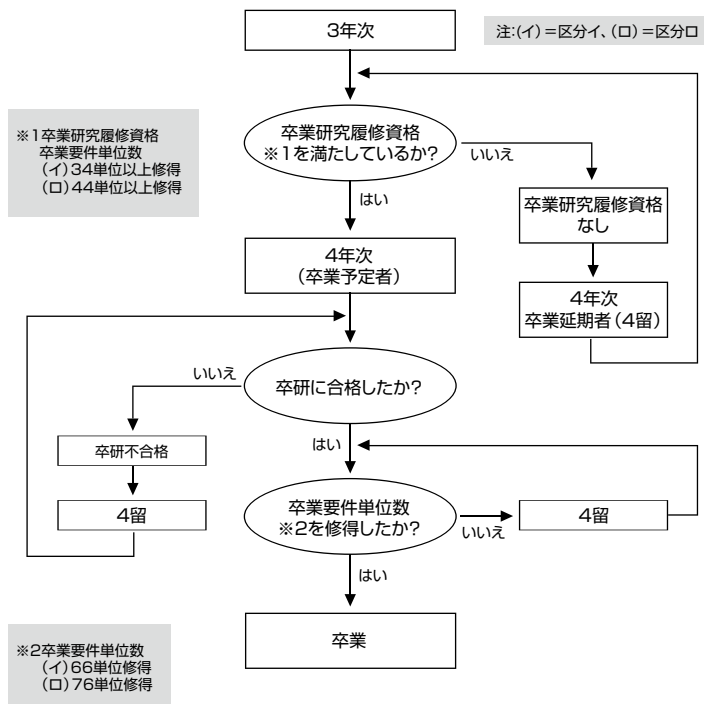 3年次
注:(イ)＝区分イ、(ロ)＝区分ロ
※1卒業研究履修資格
卒業要件単位数
(イ)34単位以上修得
(ロ)44単位以上修得
卒業研究履修資格
※1を満たしているか?
いいえ
はい
卒業研究履修資格
なし
4年次
(卒業予定者)
4年次
卒業延期者(4留)
いいえ
卒研に合格したか?
卒研不合格
はい
4留
卒業要件単位数
※2を修得したか?
いいえ
4留
はい
卒業
※2卒業要件単位数
(イ)66単位修得
(ロ)76単位修得